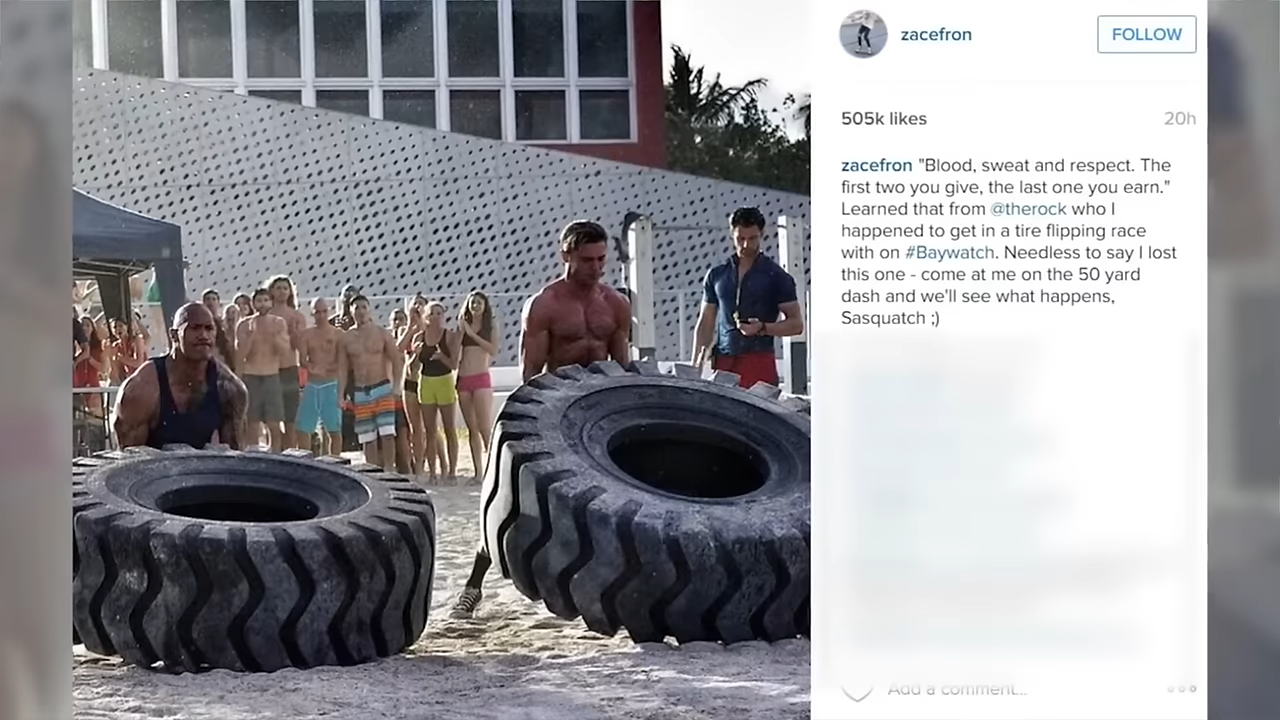 zacefron
FOLLOW
505k likes
20h
zacefron "Blood, sweat and respect. The
first two you give, the last one you earn."
Learned that from @therock who I
happened to get in a tire flipping race
with on #Baywatch. Needless to say I lost
this one - come at me on the 50 yard
dash and we'll see what happens,
Sasquatch ;)
Add a comment...